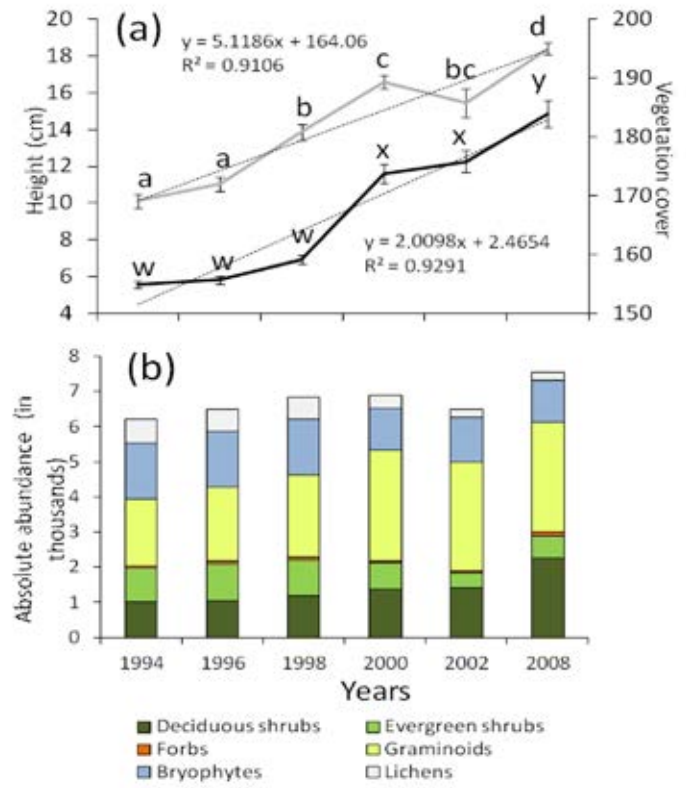 (a)
y = 5.1186x + 164.06
R² = 0.9106
Height (cm)
20
18
16
14
12
10
8
6
4
a
a
b
c
bc
d
w
w
w
x
x
y
y = 2.0098x + 2.4654
R² = 0.9291
200
190
180
170
160
150
Vegetation cover
(b)
Absolute abundance (in
thousands)
8
7
6
5
4
3
2
1
0
1994 1996 1998 2000 2002 2008
Years
Deciduous shrubs Evergreen shrubs
Forbs Graminoids
Bryophytes Lichens